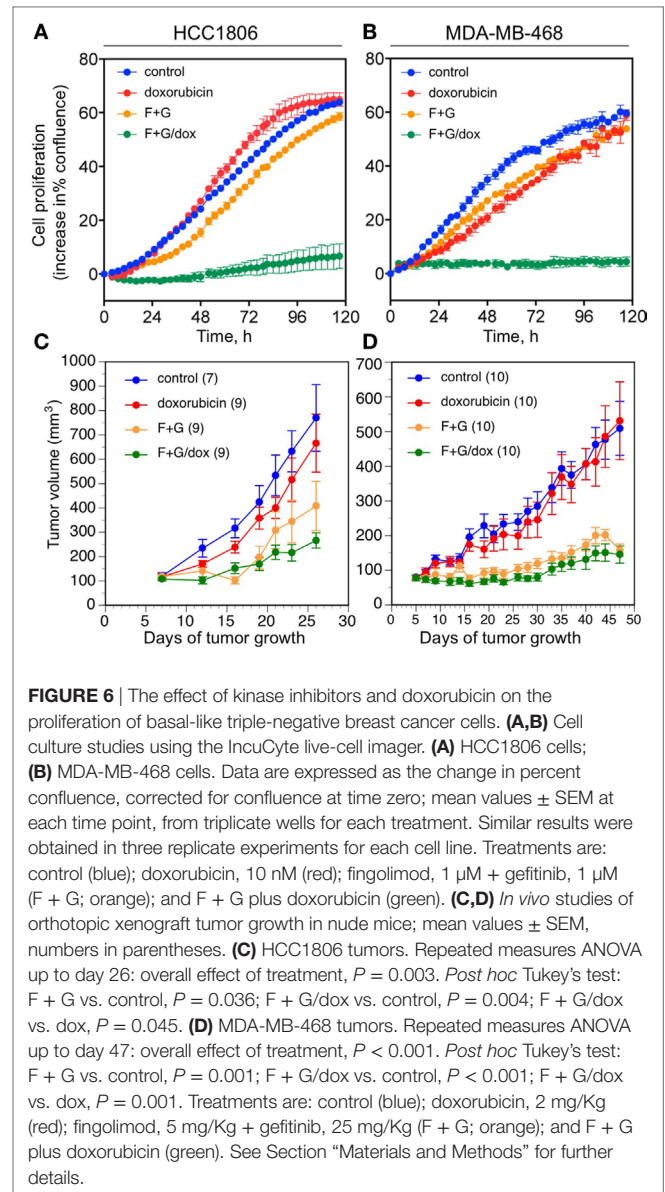 A
HCC1806
B
MDA-MB-468
Cell proliferation
(increase in % confluence)
80
60
40
20
0
control
doxorubicin
F+G
F+G/dox
0 24 48 72 96 120
Time, h
80
60
40
20
0
control
doxorubicin
F+G
F+G/dox
0 24 48 72 96 120
Time, h
C
Tumor volume (mm³)
1000
900
800
700
600
500
400
300
200
100
0
control (7)
doxorubicin (9)
F+G (9)
F+G/dox (9)
0 5 10 15 20 25 30
Days of tumor growth
D
700
600
500
400
300
200
100
0
control (10)
doxorubicin (10)
F+G (10)
F+G/dox (10)
0 5 10 15 20 25 30 35 40 45 50
Days of tumor growth
FIGURE 6 | The effect of kinase inhibitors and doxorubicin on the
proliferation of basal-like triple-negative breast cancer cells. (A,B) Cell
culture studies using the IncuCyte live-cell imager. (A) HCC1806 cells;
(B) MDA-MB-468 cells. Data are expressed as the change in percent
confluence, corrected for confluence at time zero; mean values ± SEM at
each time point, from triplicate wells for each treatment. Similar results were
obtained in three replicate experiments for each cell line. Treatments are:
control (blue); doxorubicin, 10 nM (red); fingolimod, 1 µM + gefitinib, 1 µM
(F + G; orange); and F + G plus doxorubicin (green). (C,D) In vivo studies of
orthotopic xenograft tumor growth in nude mice; mean values ± SEM,
numbers in parentheses. (C) HCC1806 tumors. Repeated measures ANOVA
up to day 26: overall effect of treatment, P = 0.003. Post hoc Tukey's test:
F + G vs. control, P = 0.036; F + G/dox vs. control, P = 0.004; F + G/dox
vs. dox, P = 0.045. (D) MDA-MB-468 tumors. Repeated measures ANOVA
up to day 47: overall effect of treatment, P < 0.001. Post hoc Tukey's test:
F + G vs. control, P = 0.001; F + G/dox vs. control, P < 0.001; F + G/dox
vs. dox, P = 0.001. Treatments are: control (blue); doxorubicin, 2 mg/Kg
(red); fingolimod, 5 mg/Kg + gefitinib, 25 mg/Kg (F + G; orange); and F + G
plus doxorubicin (green). See Section "Materials and Methods" for further
details.